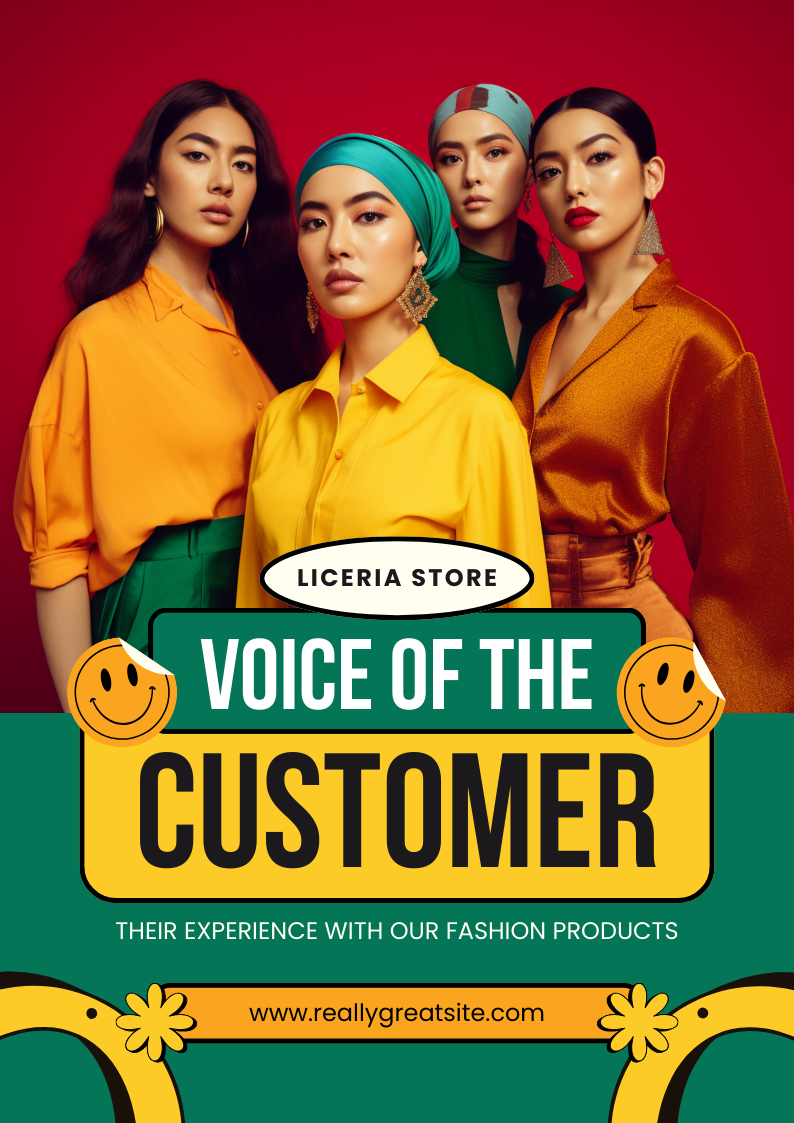 LICERIA STORE
VOICE OF THE
CUSTOMER
THEIR EXPERIENCE WITH OUR FASHION PRODUCTS
www.reallygreatsite.com